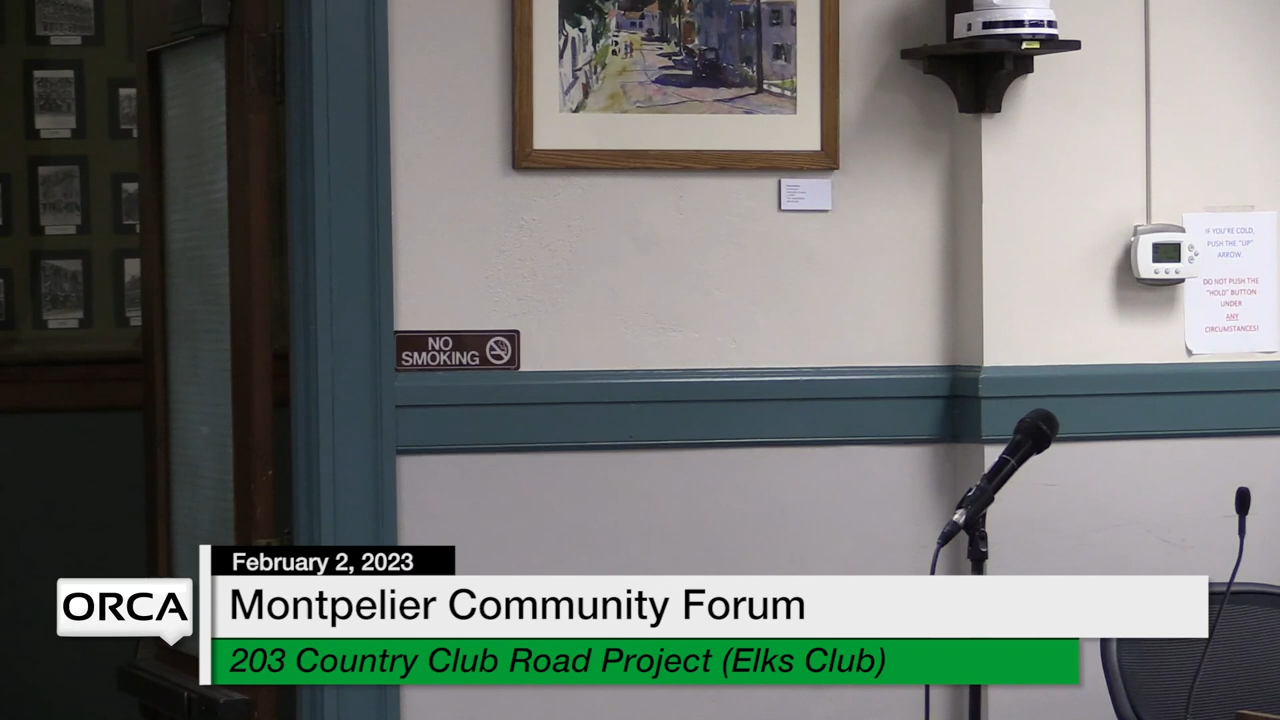 IF YOU'RE COLD,
PUSH THE "UP"
ARROW.
DO NOT PUSH THE
"HOLD" BUTTON
UNDER
ANY
CIRCUMSTANCES!
NO
SMOKING
February 2, 2023
ORCA
Montpelier Community Forum
203 Country Club Road Project (Elks Club)